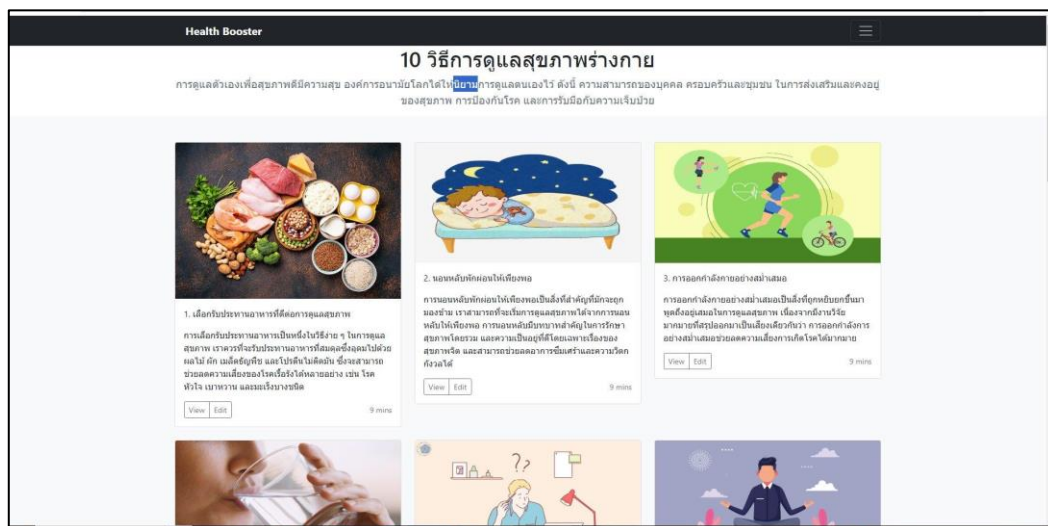 Health Booster
10 วิธีการดูแลสุขภาพร่างกาย
การดูแลตัวเองเพื่อสุขภาพดีมีความสุข องค์การอนามัยโลกได้ให้นิยามการดูแลตนเองไว้ ดังนี้ ความสามารถของบุคคล ครอบครัวและชุมชน ในการส่งเสริมและคงอยู่
ของสุขภาพ การป้องกันโรค และการรับมือกับความเจ็บป่วย
1. เลือกรับประทานอาหารที่ดีต่อการดูแลสุขภาพ
การเลือกรับประทานอาหารเป็นหนึ่งในวิธีง่าย ๆ ในการดูแล
สุขภาพ เราควรที่จะรับประทานอาหารที่สมดุลซึ่งอุดมไปด้วย
ผลไม้ ผัก เมล็ดธัญพืช และโปรตีนไม่ติดมัน ซึ่งจะสามารถ
ช่วยลดความเสี่ยงของโรคเรื้อรังได้หลายอย่าง เช่น โรค
หัวใจ เบาหวาน และมะเร็งบางชนิด
View Edit 9 mins
2. นอนหลับพักผ่อนให้เพียงพอ
การนอนหลับพักผ่อนให้เพียงพอเป็นสิ่งที่สำคัญที่มักจะถูก
มองข้าม เราสามารถที่จะเริ่มการดูแลสุขภาพได้จากการนอน
หลับให้เพียงพอ การนอนหลับมีบทบาทสำคัญในการรักษา
สุขภาพโดยรวม และความเป็นอยู่ที่ดีโดยเฉพาะเรื่องของ
สุขภาพจิต และสามารถช่วยลดอาการซึมเศร้าและความวิตก
กังวลได้
View Edit 9 mins
3. การออกกำลังกายอย่างสม่ำเสมอ
การออกกำลังกายอย่างสม่ำเสมอเป็นสิ่งที่ถูกหยิบยกขึ้นมา
พูดถึงอยู่เสมอในการดูแลสุขภาพ เนื่องจากมีงานวิจัย
มากมายที่สรุปออกมาเป็นเสียงเดียวกันว่า การออกกำลังการ
อย่างสม่ำเสมอช่วยลดความเสี่ยงการเกิดโรคได้มากมาย
View Edit 9 mins
??